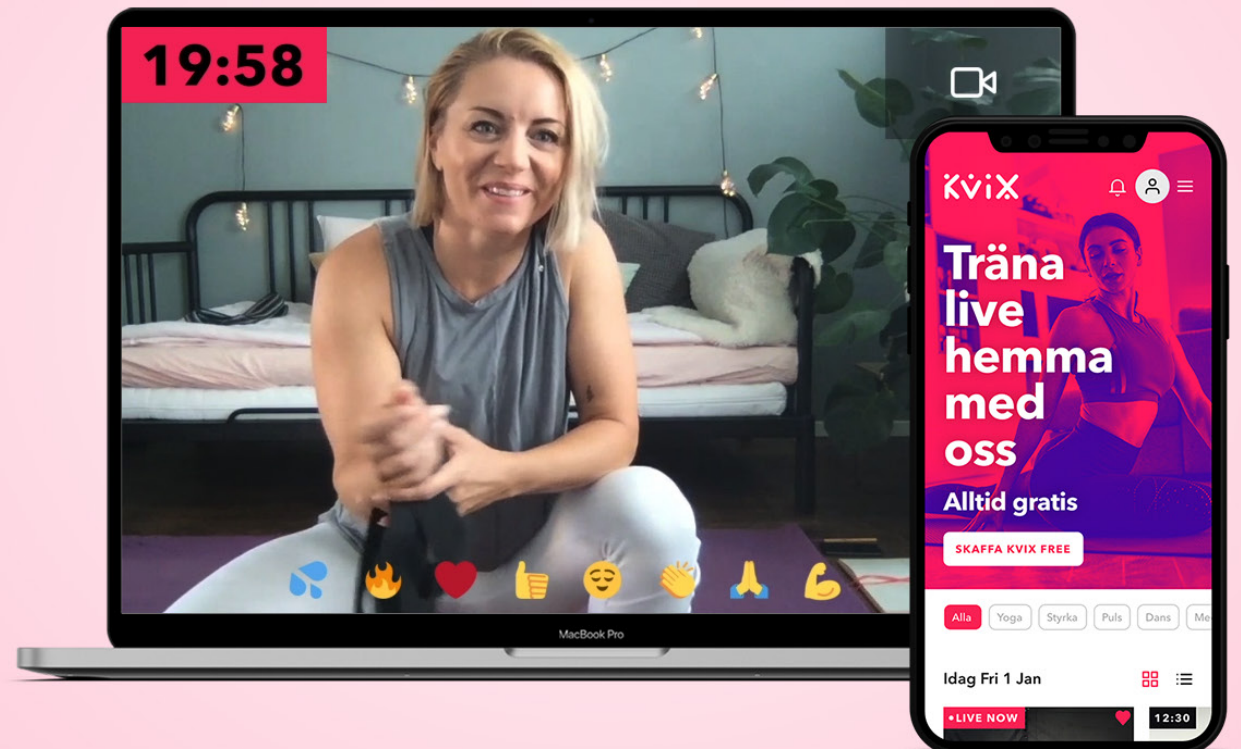 19:58
MacBook Pro
KViX
Träna
live
hemma
med
oss
Alltid gratis
SKAFFA KVIX FREE
Alla Yoga Styrka Puls Dans Me
Idag Fri 1 Jan
•LIVE NOW 12:30